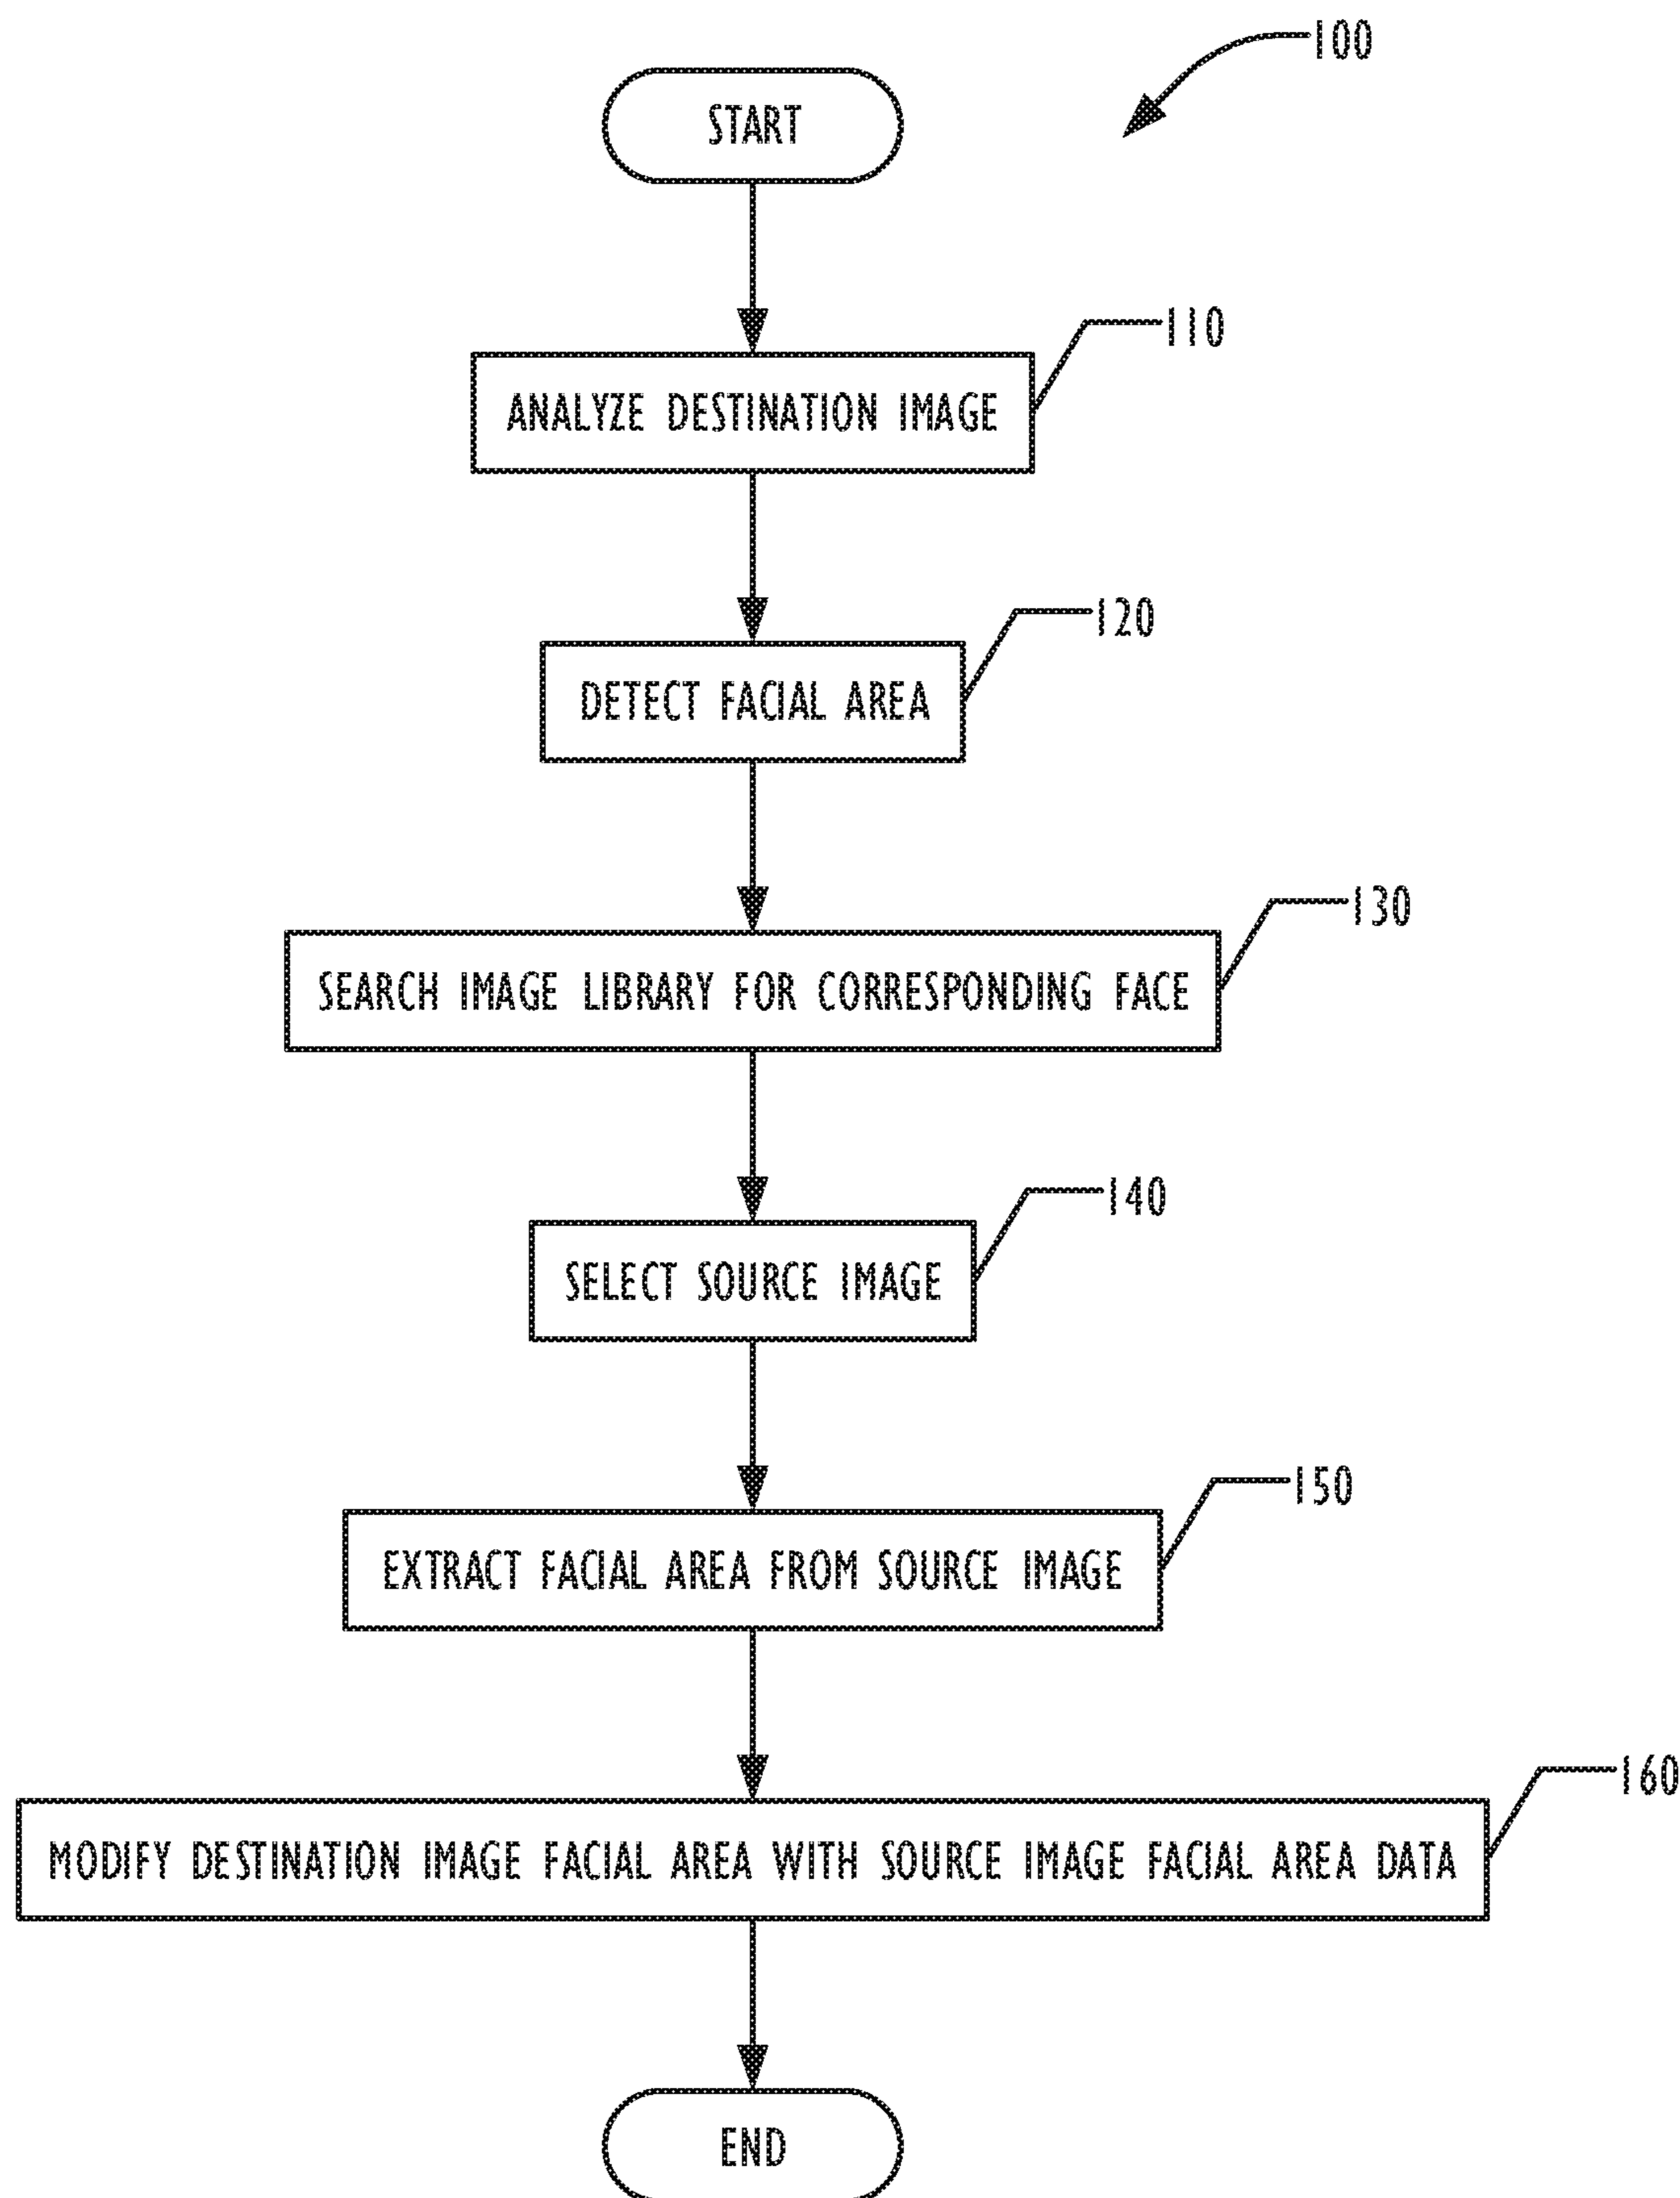 100
START
110
ANALYZE DESTINATION IMAGE
120
DETECT FACIAL AREA
130
SEARCH IMAGE LIBRARY FOR CORRESPONDING FACE
140
SELECT SOURCE IMAGE
150
EXTRACT FACIAL AREA FROM SOURCE IMAGE
160
MODIFY DESTINATION IMAGE FACIAL AREA WITH SOURCE IMAGE FACIAL AREA DATA
END